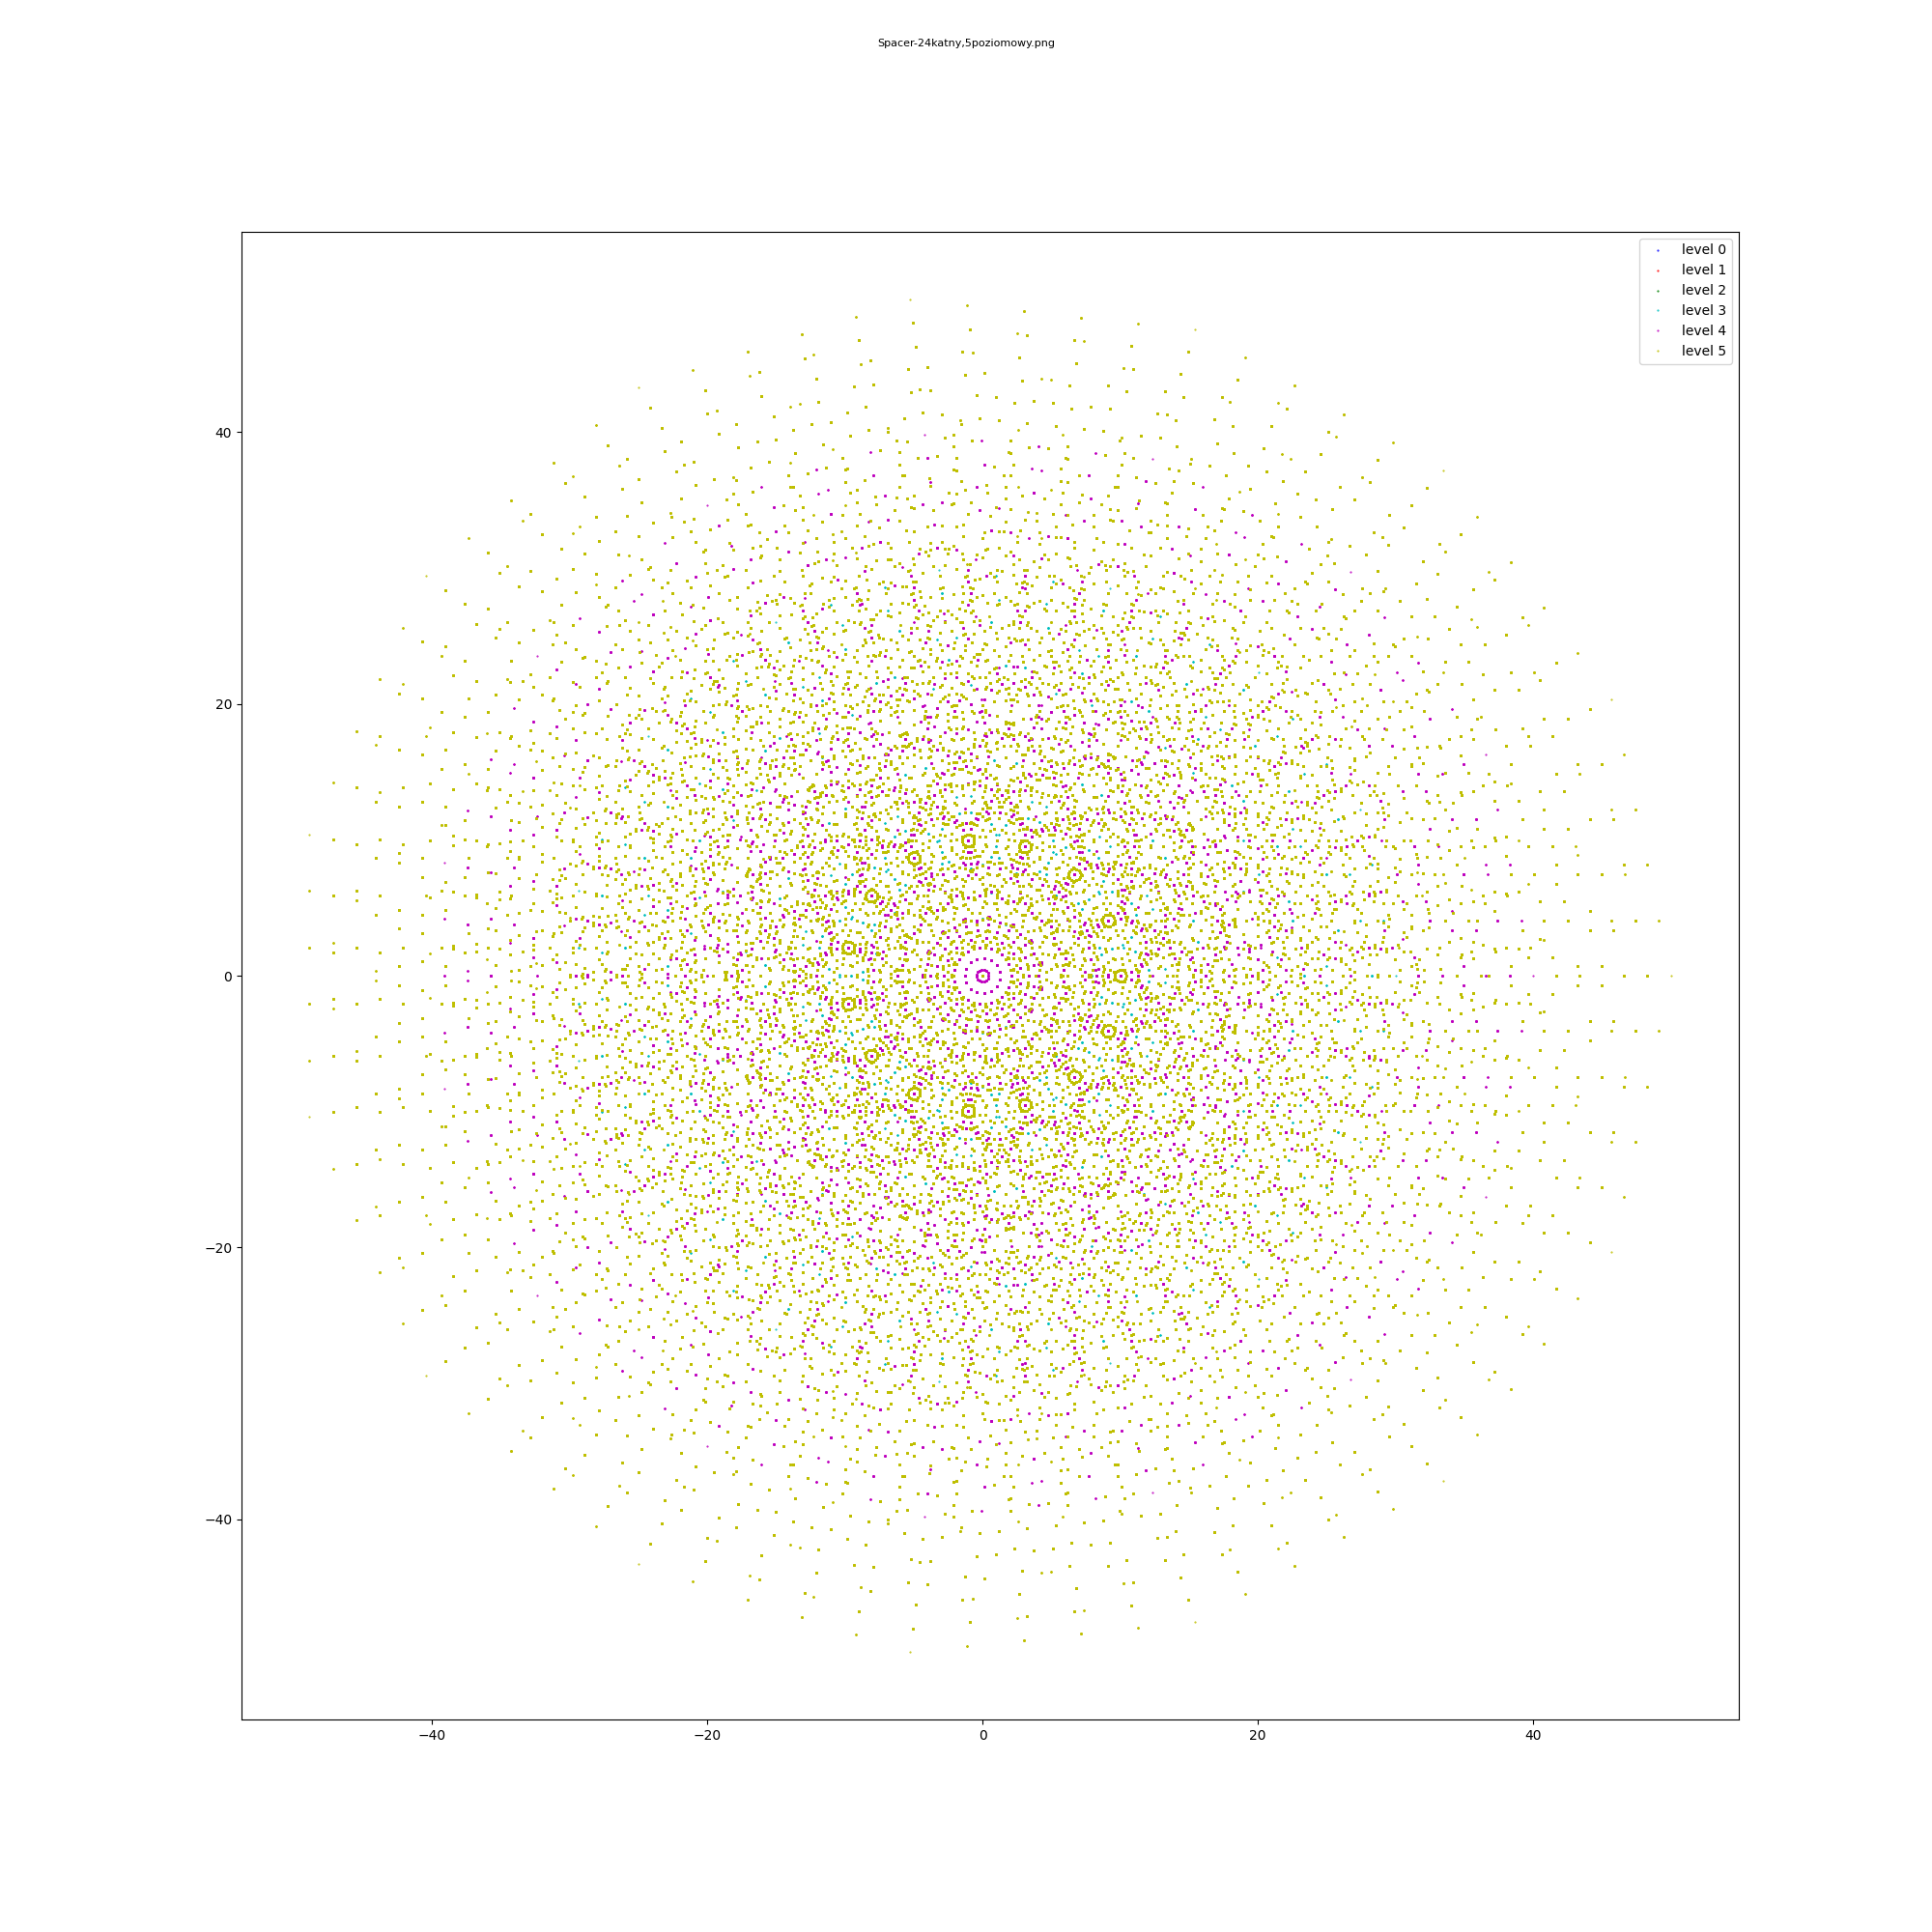 Spacer-24katny,5poziomowy.png
level 0
level 1
level 2
level 3
level 4
level 5
40
20
0
−20
−40
−40 −20 0 20 40